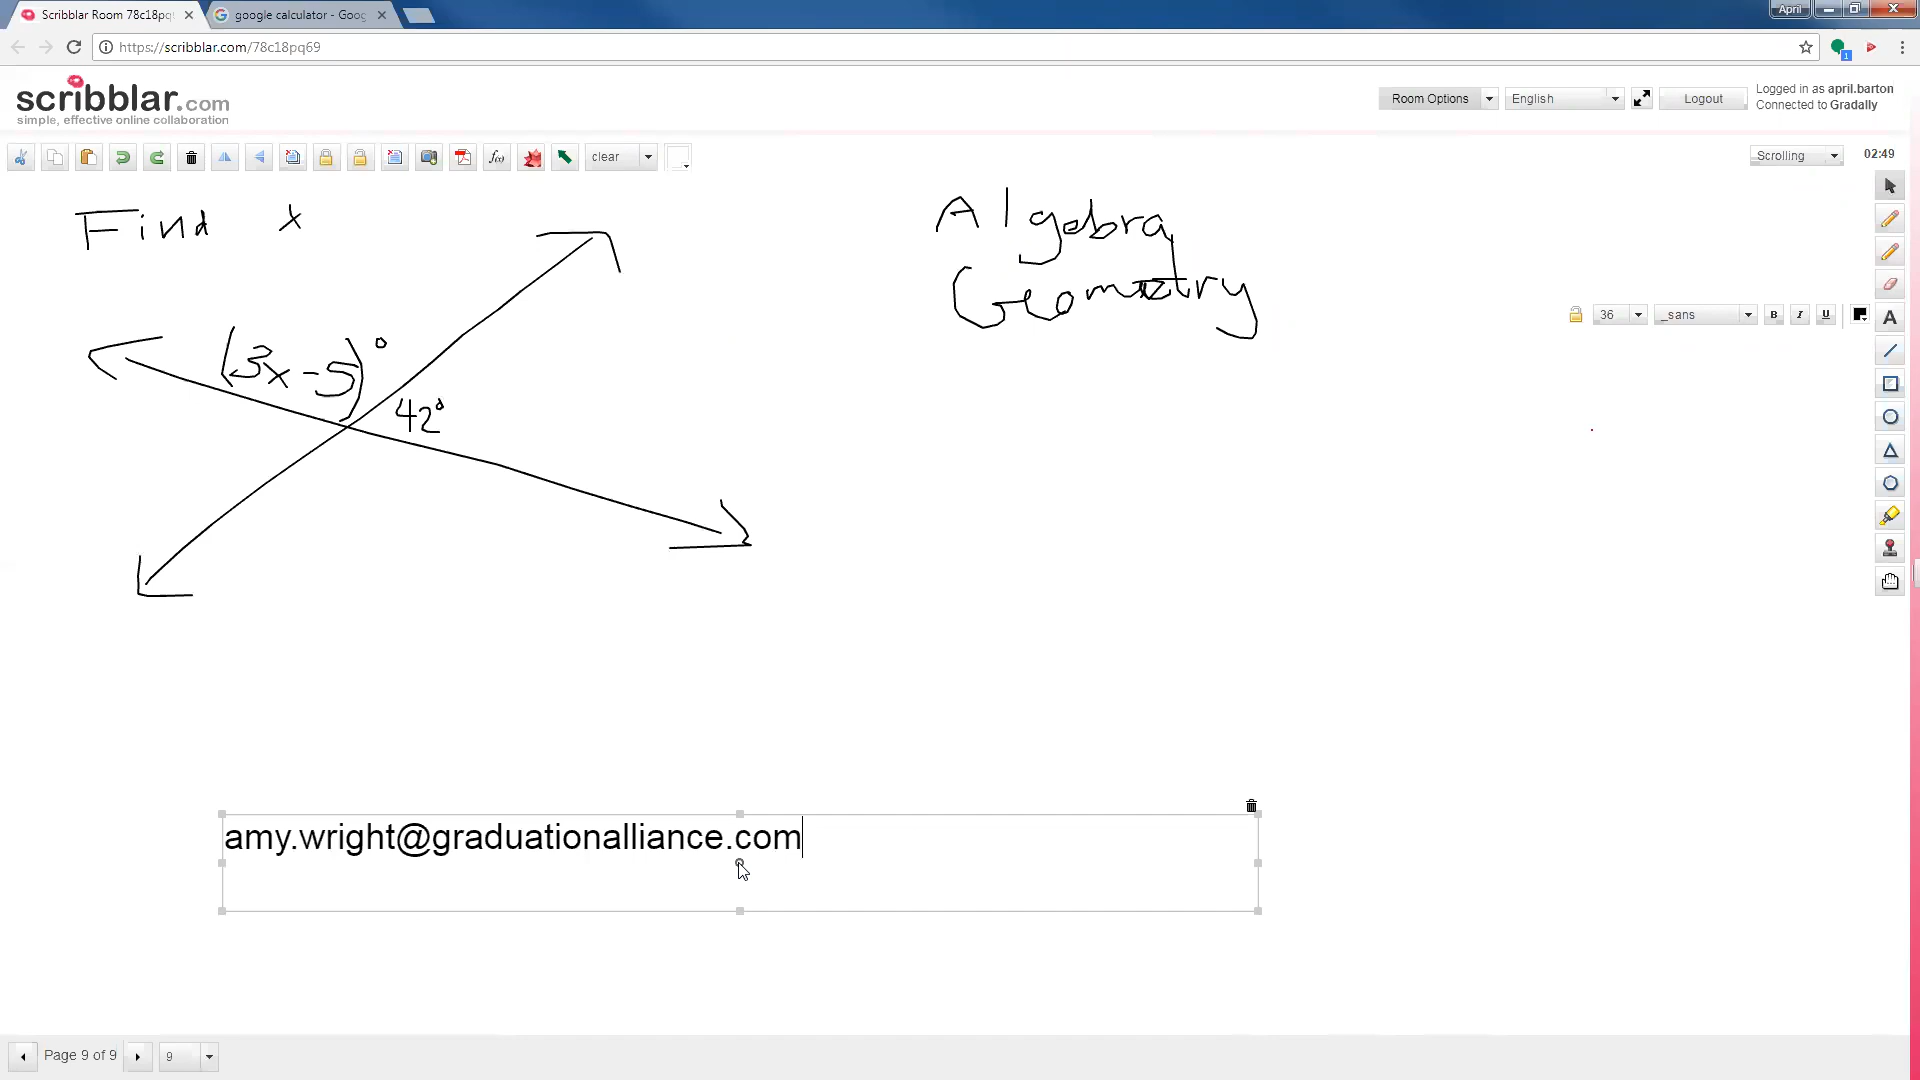 April
Scribblar Room 78c18pq
google calculator - Goog
https://scribblar.com/78c18pq69
1
scribblar.com
simple, effective online collaboration
Room Options
English
Logout
Logged in as april.barton
Connected to Gradally
f(x)
clear
Scrolling
02:49
Find x
Algebra
Geometry
(3x-5)°
42°
36
_sans
B
I
U
A
amy.wright@graduationalliance.com
Page 9 of 9
9